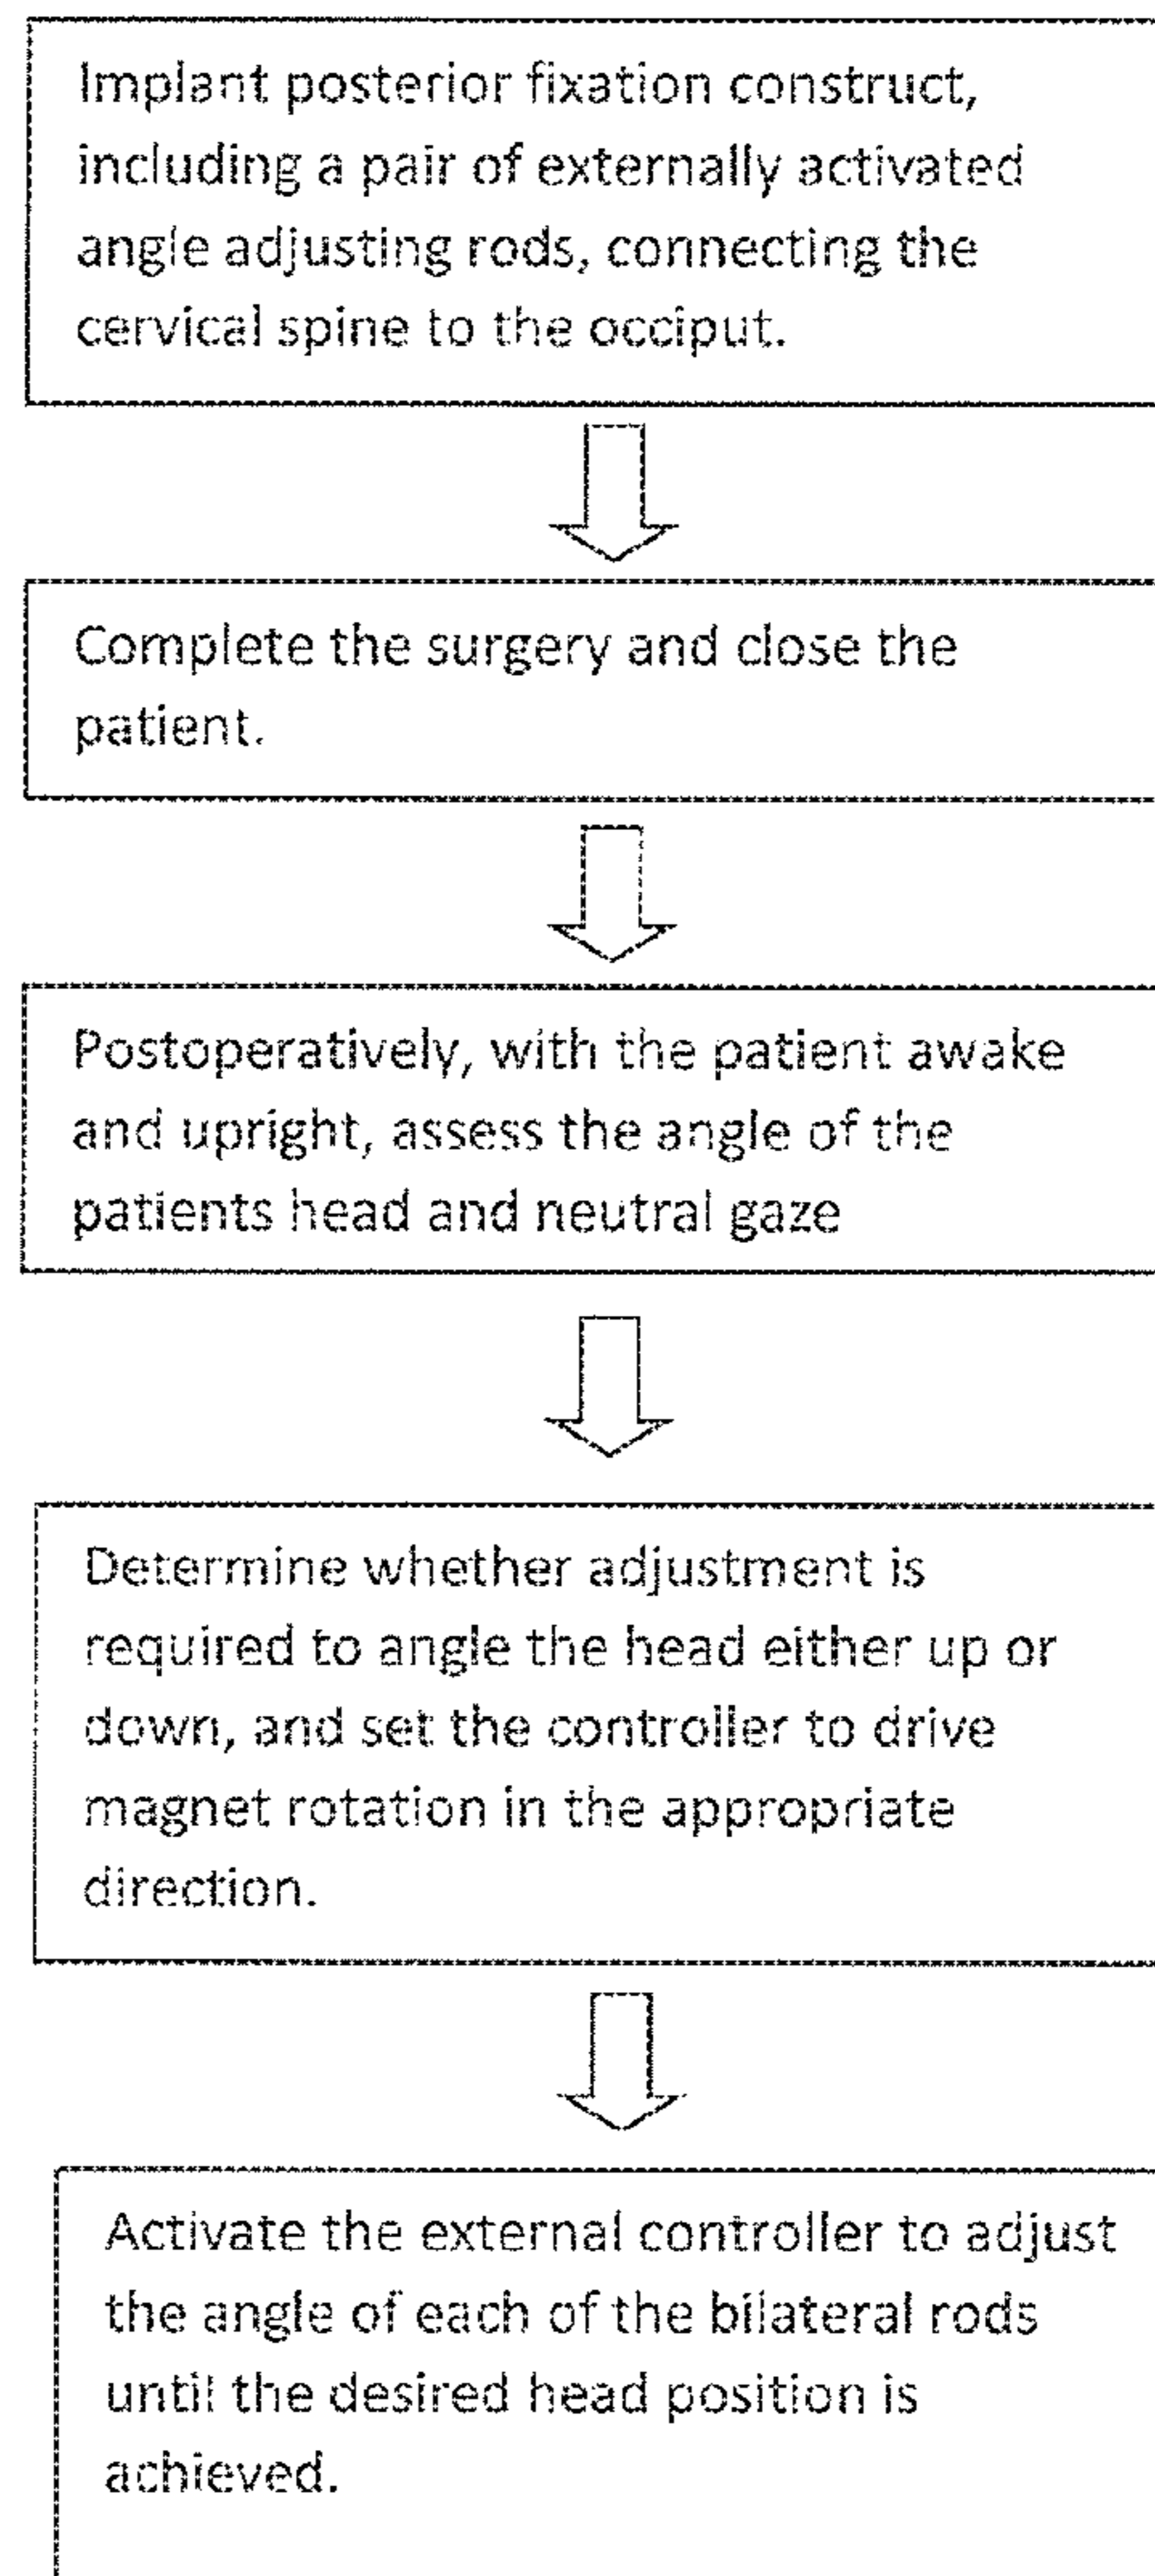 Implant posterior fixation construct,
including a pair of externally activated
angle adjusting rods, connecting the
cervical spine to the occiput.
Complete the surgery and close the
patient.
Postoperatively, with the patient awake
and upright, assess the angle of the
patients head and neutral gaze
Determine whether adjustment is
required to angle the head either up or
down, and set the controller to drive
magnet rotation in the appropriate
direction.
Activate the external controller to adjust
the angle of each of the bilateral rods
until the desired head position is
achieved.